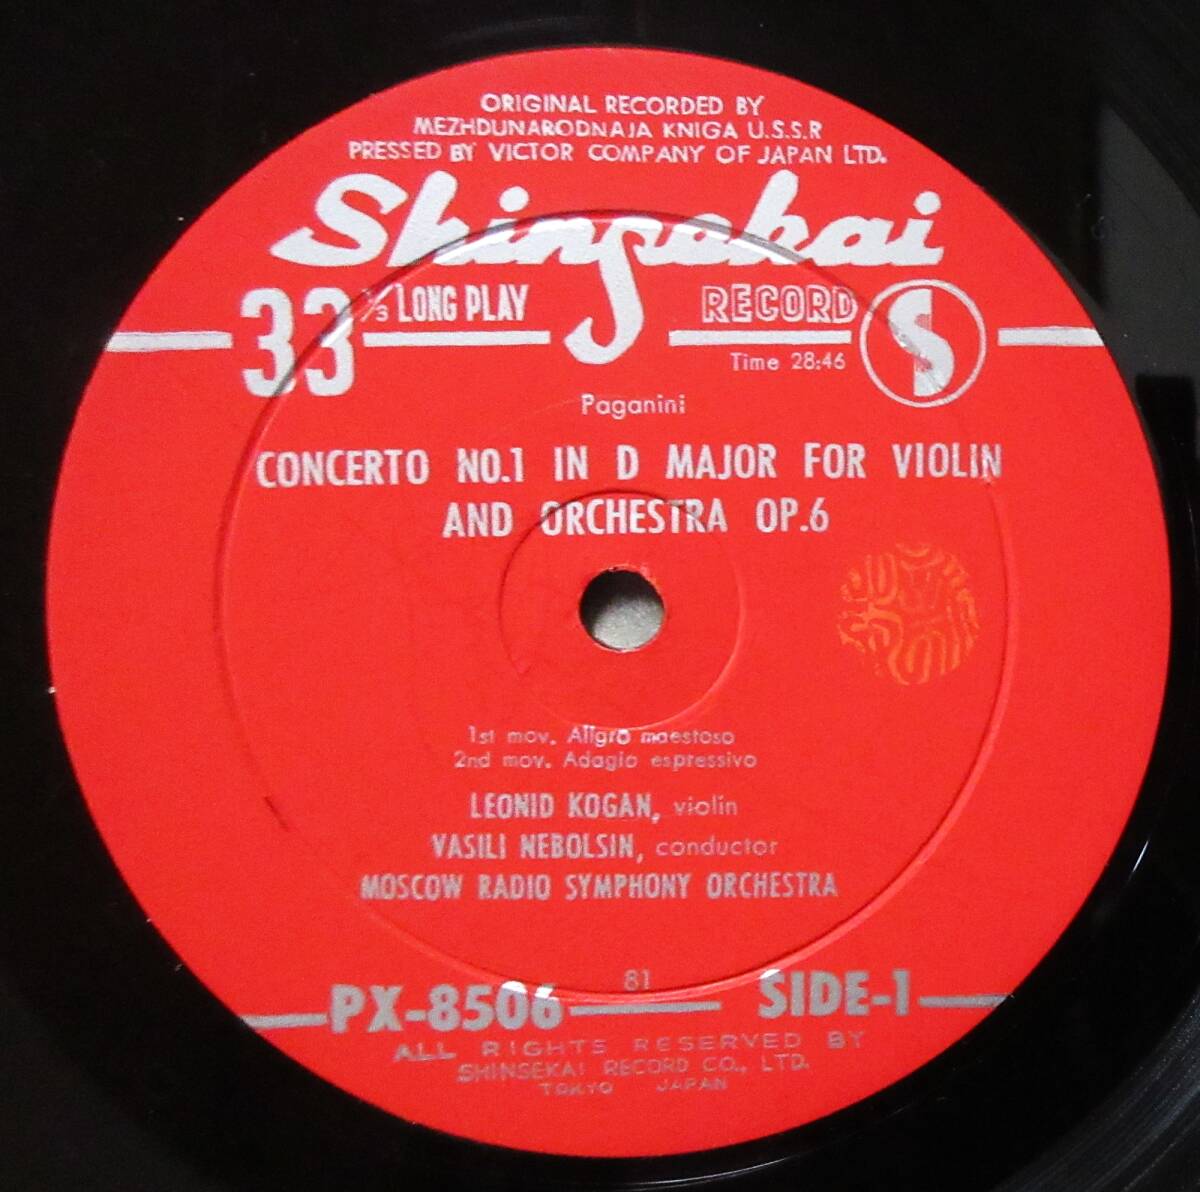 ORIGINAL RECORDED BY
MEZHDUNARODNAJA KNIGA U.S.S.R
PRESSED BY VICTOR COMPANY OF JAPAN LTD.
Shinsekai
33 1/3 LONG PLAY RECORD S
Time 28:46
Paganini
CONCERTO NO.1 IN D MAJOR FOR VIOLIN
AND ORCHESTRA OP.6
1st mov. Allgro maestoso
2nd mov. Adagio espressivo
LEONID KOGAN, violin
VASILI NEBOLSIN, conductor
MOSCOW RADIO SYMPHONY ORCHESTRA
81
PX-8506 SIDE-1
ALL RIGHTS RESERVED BY
SHINSEKAI RECORD CO., LTD.
TOKYO JAPAN